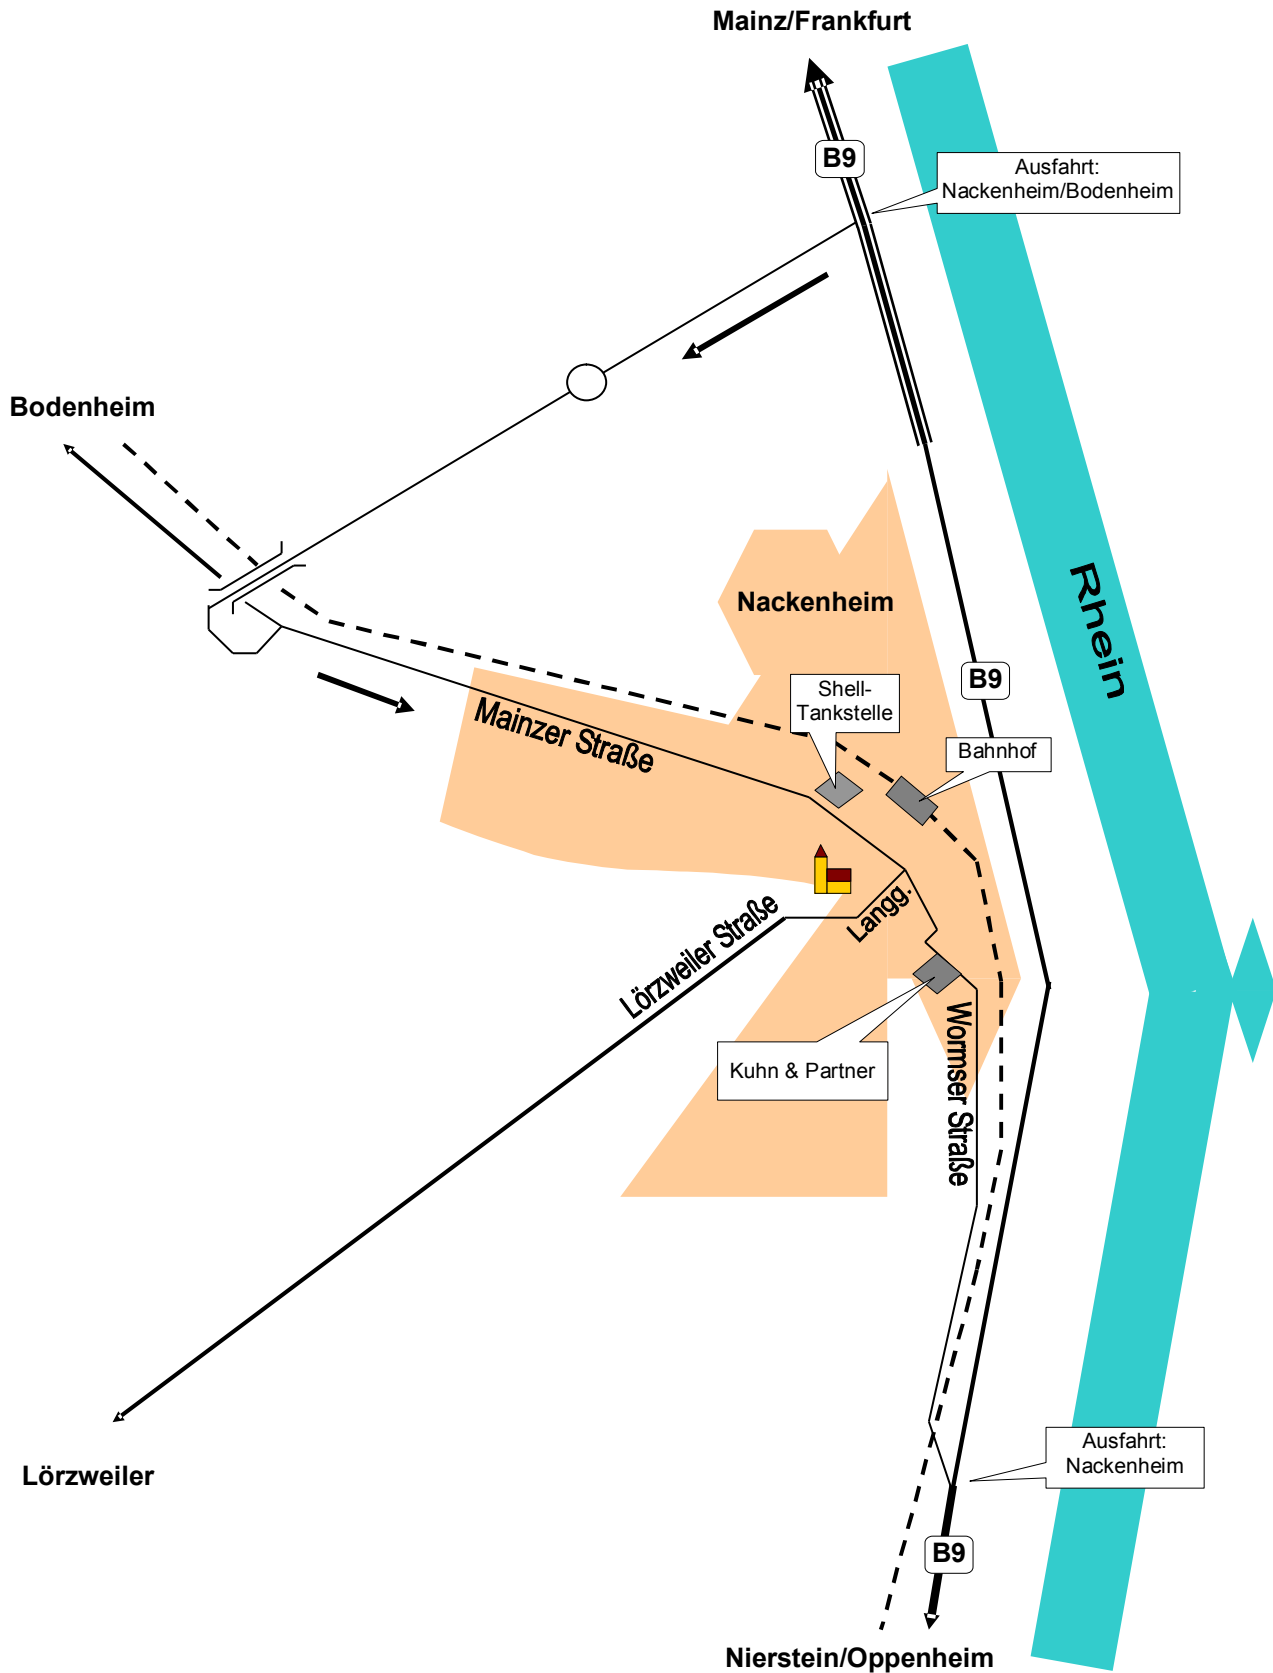 Mainz/Frankfurt
B9
Ausfahrt:
Nackenheim/Bodenheim
Bodenheim
Rhein
Nackenheim
B9
Shell-
Tankstelle
Mainzer Straße
Bahnhof
Langg.
Lörzweiler Straße
Wormser Straße
Kuhn & Partner
Ausfahrt:
Nackenheim
Lörzweiler
B9
Nierstein/Oppenheim